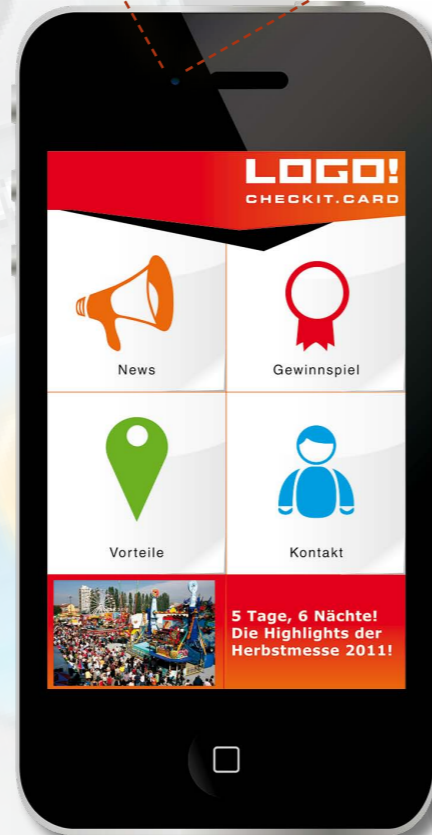 LOGO!
CHECKIT.CARD
News
Gewinnspiel
Vorteile
Kontakt
5 Tage, 6 Nächte!
Die Highlights der
Herbstmesse 2011!